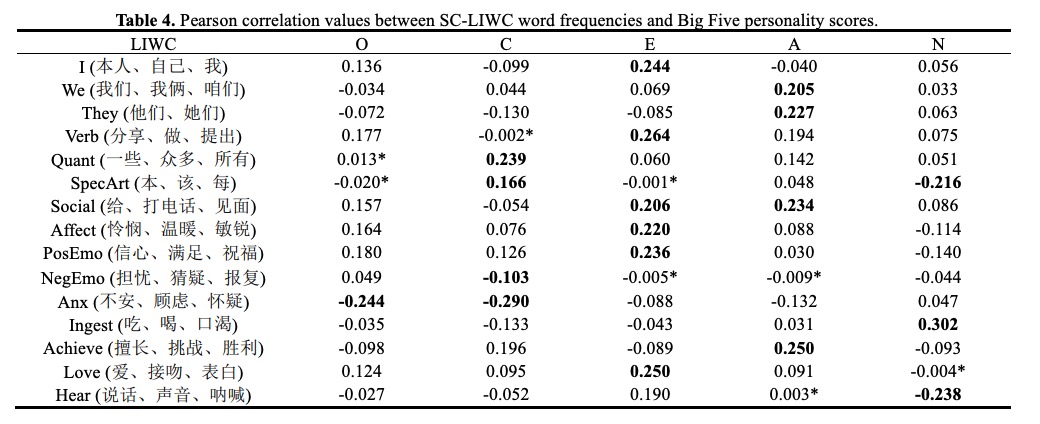 Table 4. Pearson correlation values between SC-LIWC word frequencies and Big Five personality scores.
LIWC O C E A N
I (本人、自己、我) 0.136 -0.099 0.244 -0.040 0.056
We (我们、我俩、咱们) -0.034 0.044 0.069 0.205 0.033
They (他们、她们) -0.072 -0.130 -0.085 0.227 0.063
Verb (分享、做、提出) 0.177 -0.002* 0.264 0.194 0.075
Quant (一些、众多、所有) 0.013* 0.239 0.060 0.142 0.051
SpecArt (本、该、每) -0.020* 0.166 -0.001* 0.048 -0.216
Social (给、打电话、见面) 0.157 -0.054 0.206 0.234 0.086
Affect (怜悯、温暖、敏锐) 0.164 0.076 0.220 0.088 -0.114
PosEmo (信心、满足、祝福) 0.180 0.126 0.236 0.030 -0.140
NegEmo (担忧、猜疑、报复) 0.049 -0.103 -0.005* -0.009* -0.044
Anx (不安、顾虑、怀疑) -0.244 -0.290 -0.088 -0.132 0.047
Ingest (吃、喝、口渴) -0.035 -0.133 -0.043 0.031 0.302
Achieve (擅长、挑战、胜利) -0.098 0.196 -0.089 0.250 -0.093
Love (爱、接吻、表白) 0.124 0.095 0.250 0.091 -0.004*
Hear (说话、声音、呐喊) -0.027 -0.052 0.190 0.003* -0.238